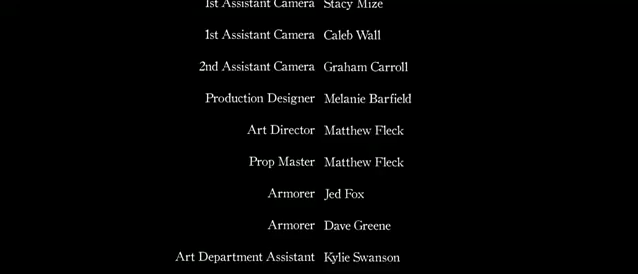 1st Assistant Camera Stacy Mize
1st Assistant Camera Caleb Wall
2nd Assistant Camera Graham Carroll
Production Designer Melanie Barfield
Art Director Matthew Fleck
Prop Master Matthew Fleck
Armorer Jed Fox
Armorer Dave Greene
Art Department Assistant Kylie Swanson